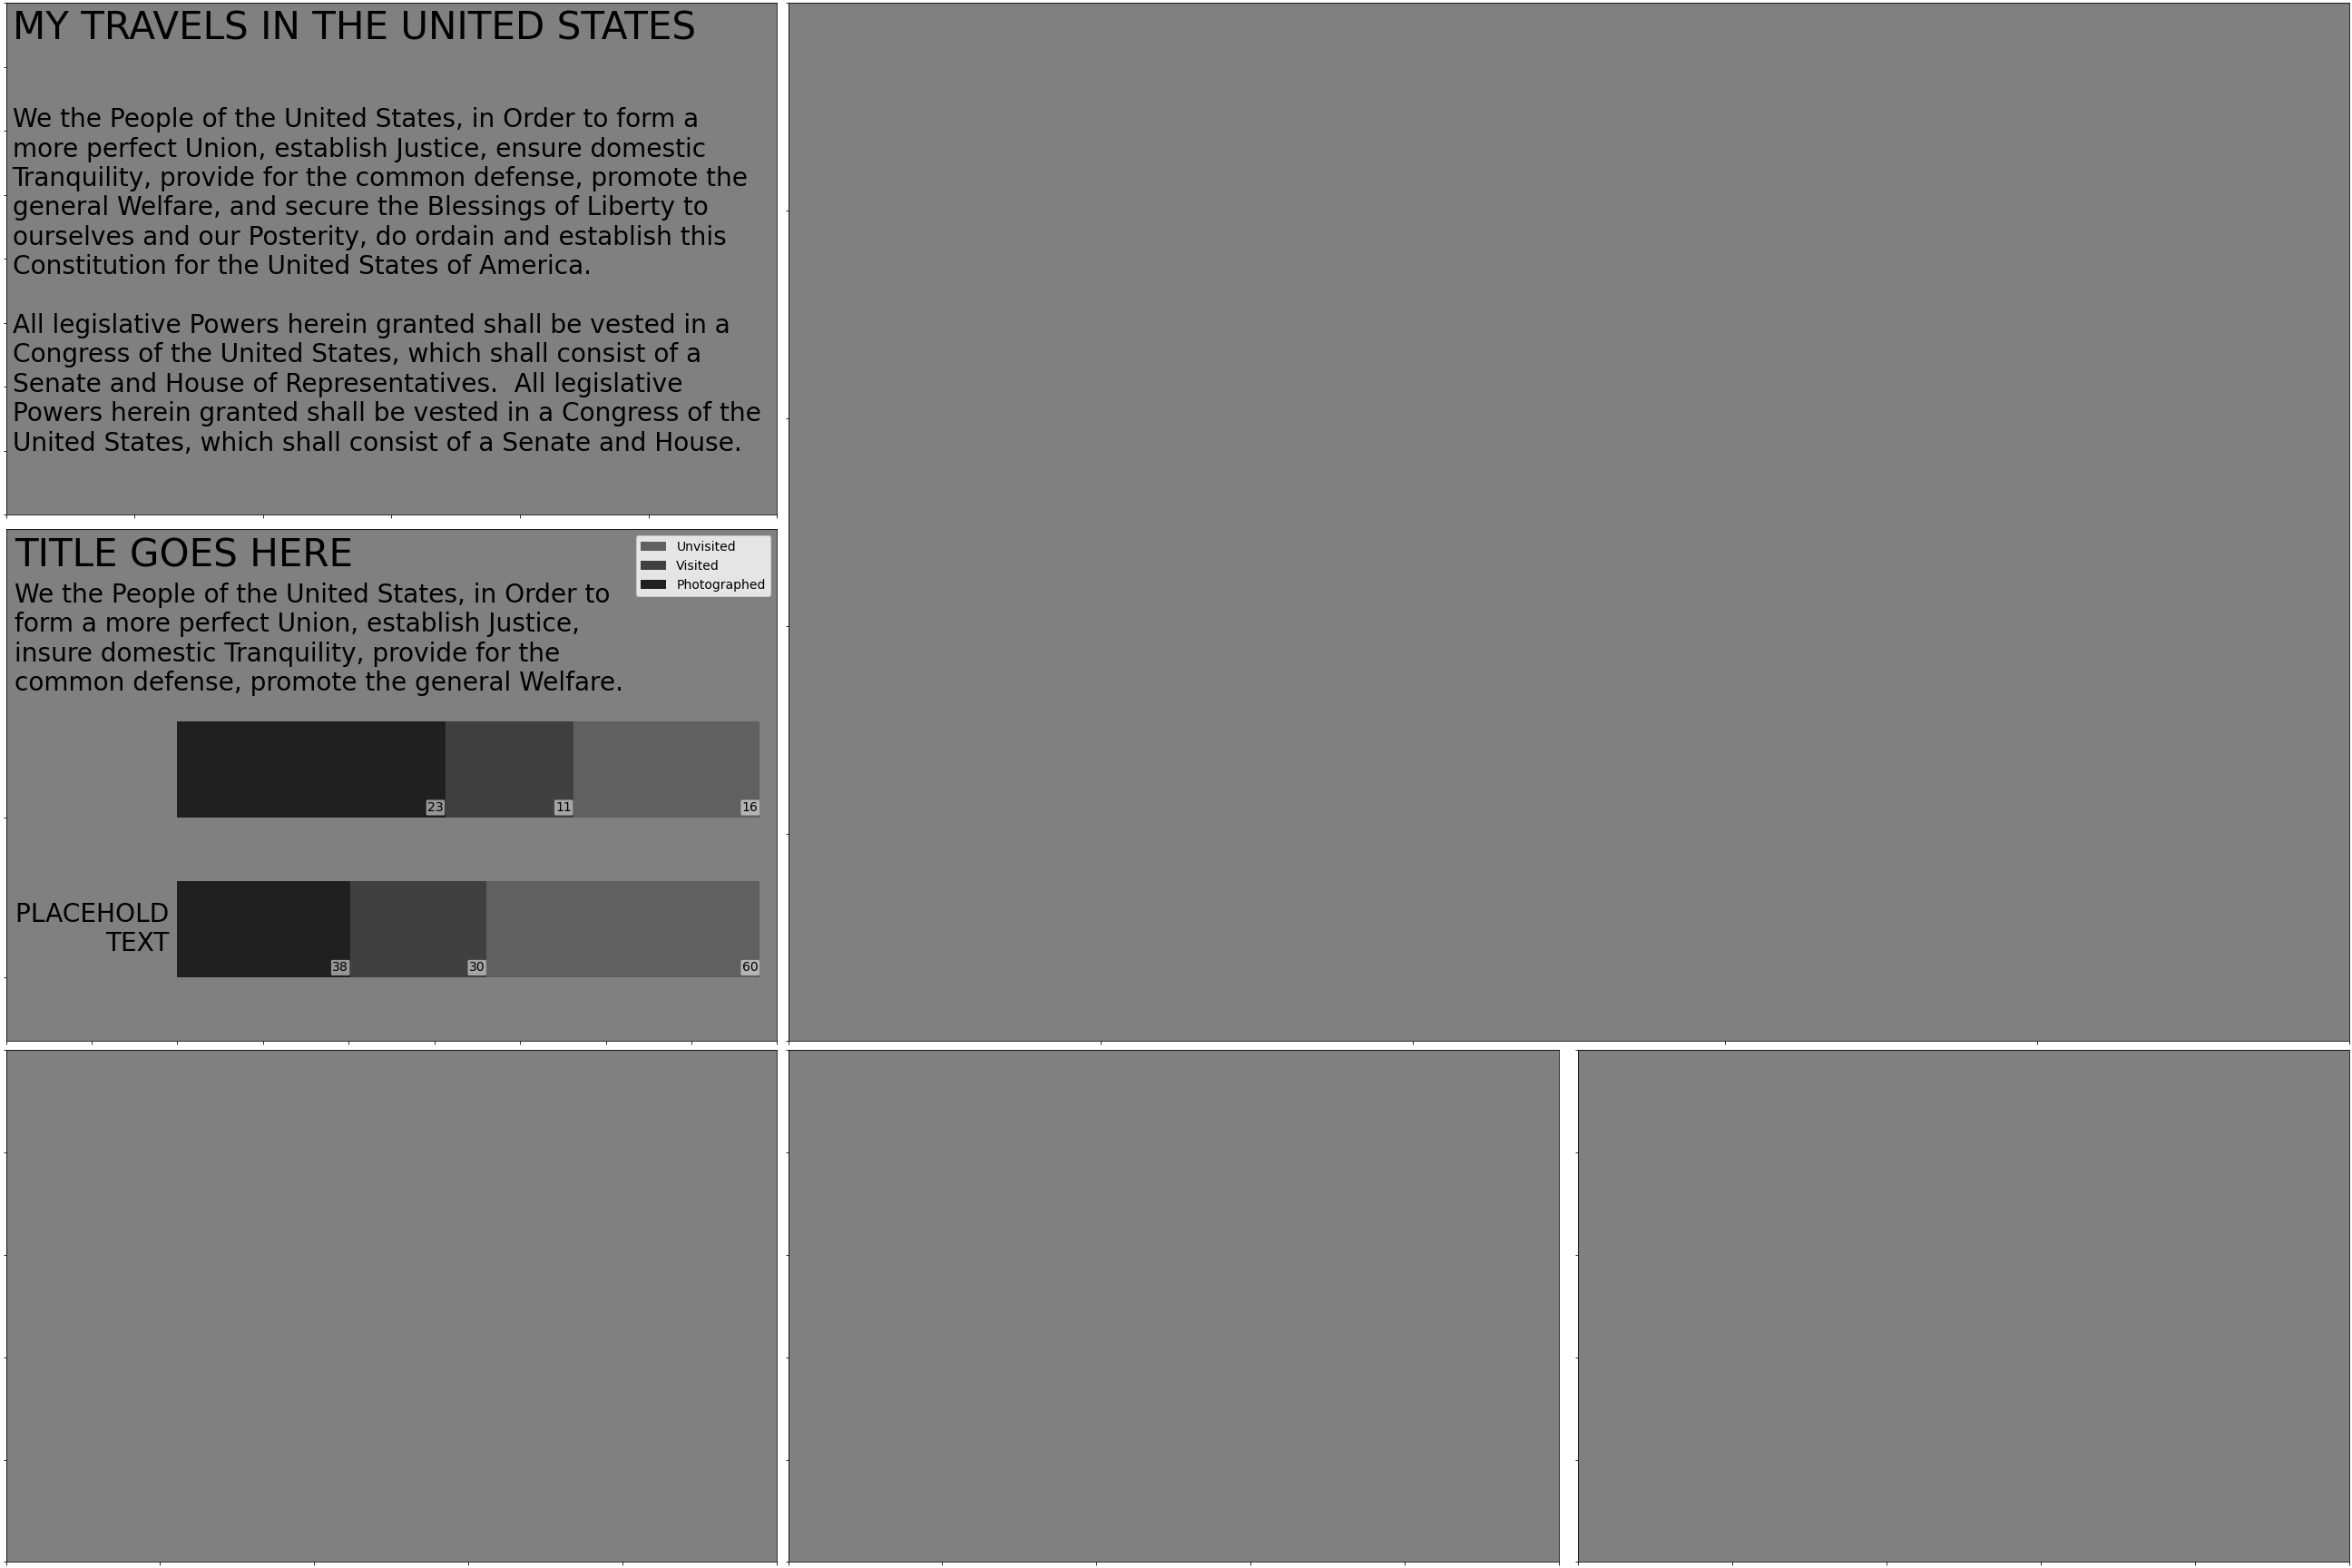 MY TRAVELS IN THE UNITED STATES
We the People of the United States, in Order to form a
more perfect Union, establish Justice, ensure domestic
Tranquility, provide for the common defense, promote the
general Welfare, and secure the Blessings of Liberty to
ourselves and our Posterity, do ordain and establish this
Constitution for the United States of America.
All legislative Powers herein granted shall be vested in a
Congress of the United States, which shall consist of a
Senate and House of Representatives.  All legislative
Powers herein granted shall be vested in a Congress of the
United States, which shall consist of a Senate and House.
TITLE GOES HERE
We the People of the United States, in Order to
form a more perfect Union, establish Justice,
insure domestic Tranquility, provide for the
common defense, promote the general Welfare.
Unvisited
Visited
Photographed
23 11 16
PLACEHOLD
TEXT
38 30 60